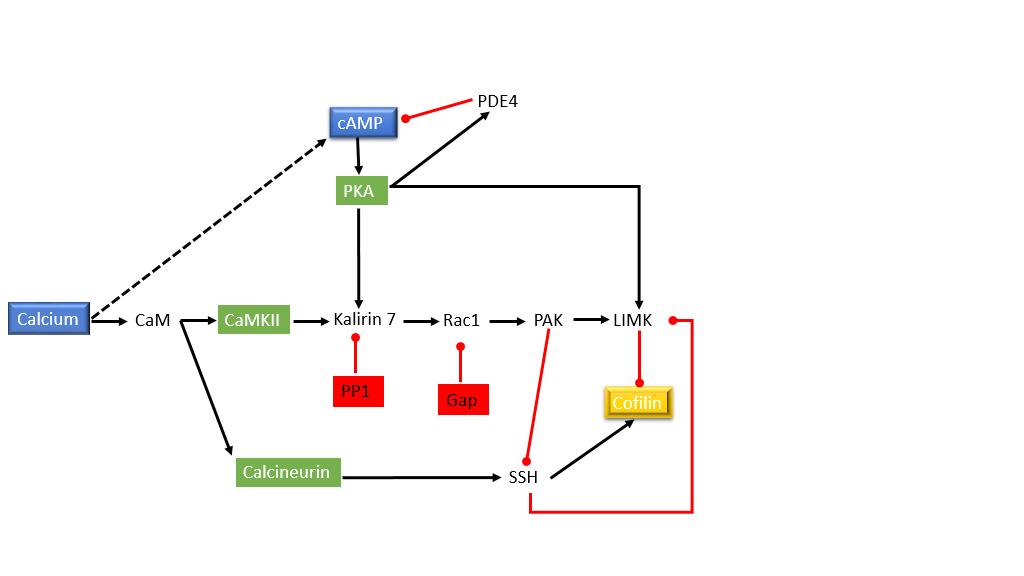 PDE4
cAMP
PKA
Calcium
CaM
CaMKII
Kalirin 7
Rac1
PAK
LIMK
PP1
Gap
Cofilin
Calcineurin
SSH